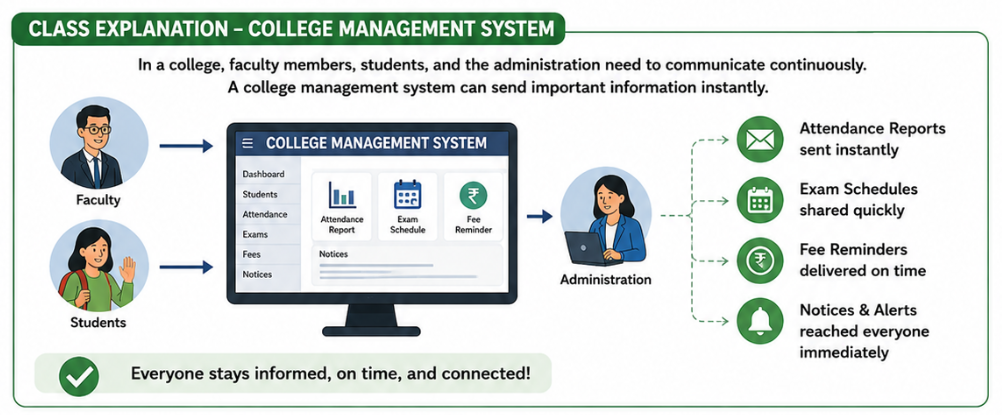 CLASS EXPLANATION – COLLEGE MANAGEMENT SYSTEM
In a college, faculty members, students, and the administration need to communicate continuously.
A college management system can send important information instantly.
Faculty
Students
COLLEGE MANAGEMENT SYSTEM
Dashboard
Students
Attendance
Exams
Fees
Notices
Attendance
Report
Exam
Schedule
₹
Fee
Reminder
Notices
Administration
Attendance Reports
sent instantly
Exam Schedules
shared quickly
₹
Fee Reminders
delivered on time
Notices & Alerts
reached everyone
immediately
Everyone stays informed, on time, and connected!